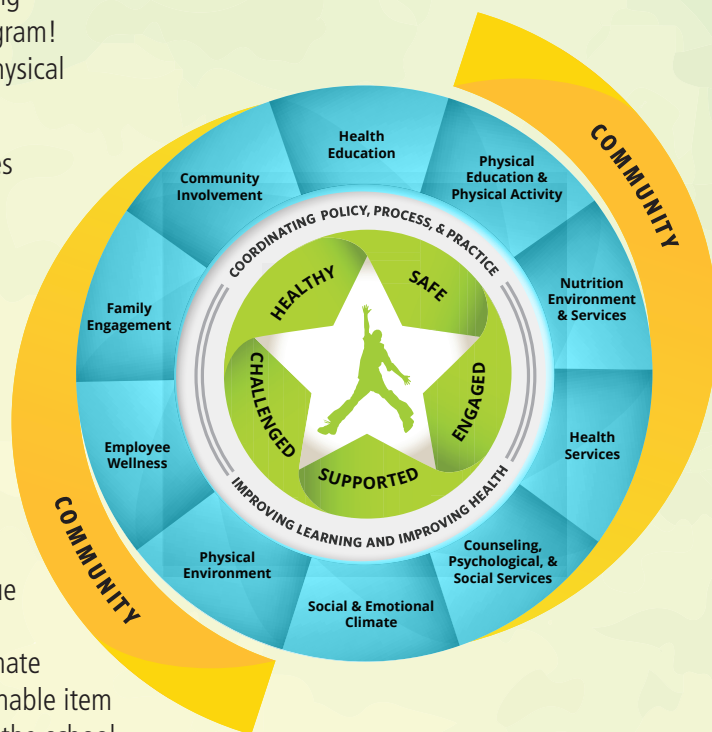 gram!
hysical
COMMUNITY
Health
Education
Physical
Education &
Physical Activity
Nutrition
Environment
& Services
Health
Services
Counseling,
Psychological, &
Social Services
Social & Emotional
Climate
Physical
Environment
Employee
Wellness
Family
Engagement
Community
Involvement
COORDINATING POLICY, PROCESS, & PRACTICE
IMPROVING LEARNING AND IMPROVING HEALTH
HEALTHY
SAFE
ENGAGED
SUPPORTED
CHALLENGED
COMMUNITY
nate
nable item
the school